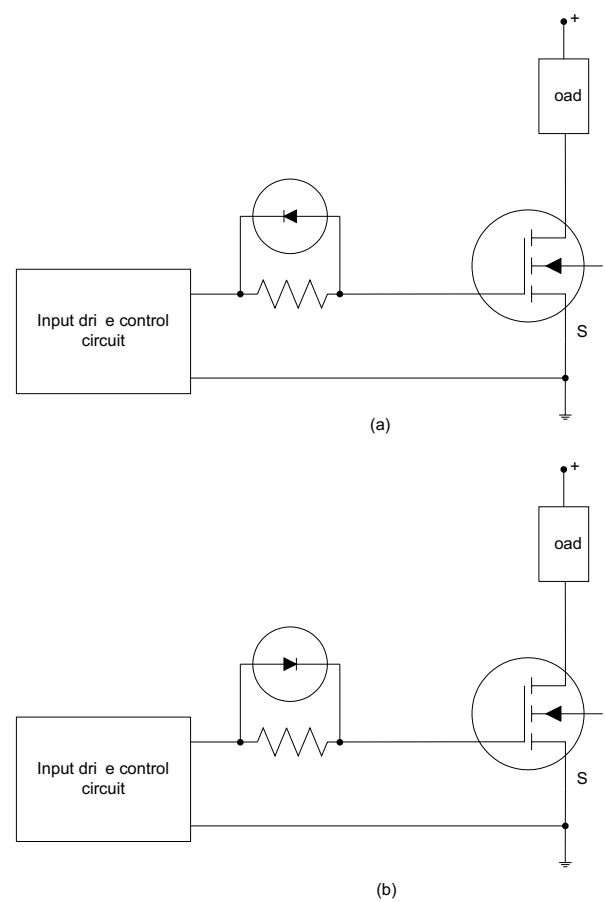 +
oad
Input dri e control
circuit
S
(a)
+
oad
Input dri e control
circuit
S
(b)